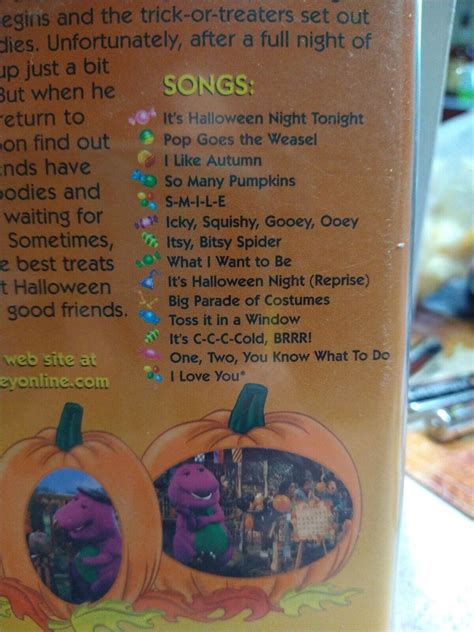 egins and the trick-or-treaters set out
dies. Unfortunately, after a full night of
up just a bit
But when he
return to
on find out
nds have
oodies and
waiting for
Sometimes,
e best treats
t Halloween
good friends.
web site at
eyonline.com
SONGS:
It's Halloween Night Tonight
Pop Goes the Weasel
I Like Autumn
So Many Pumpkins
S-M-I-L-E
Icky, Squishy, Gooey, Ooey
Itsy, Bitsy Spider
What I Want to Be
It's Halloween Night (Reprise)
Big Parade of Costumes
Toss it in a Window
It's C-C-C-Cold, BRRR!
One, Two, You Know What To Do
I Love You*